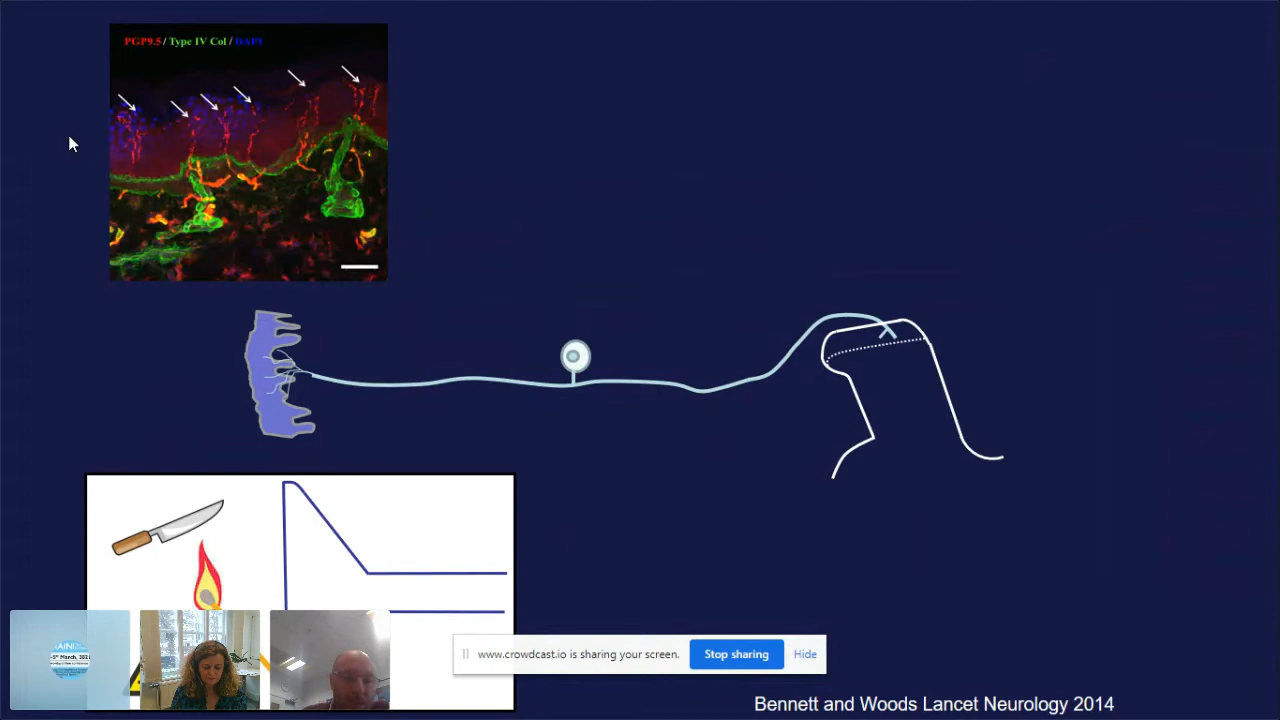 PGP9.5 / Type IV Col / DAPI
www.crowdcast.io is sharing your screen.
Stop sharing
Hide
Bennett and Woods Lancet Neurology 2014